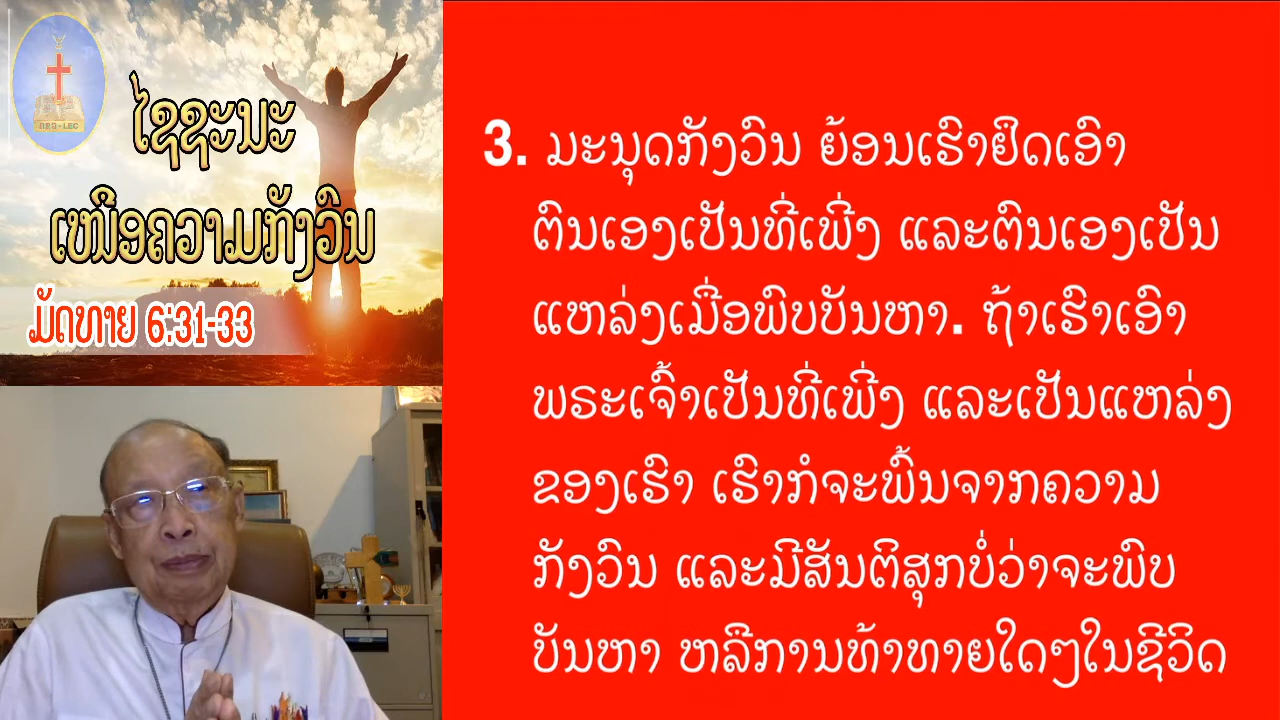 ໄຊຊະນະ
ເໜືອຄວາມກັງວົນ
ມັດທາຍ 6:31-33
3. ມະນຸດກັງວົນ ຍ້ອນເຮົາຢຶດເອົາ
ຕົນເອງເປັນທີ່ເພິ່ງ ແລະຕົນເອງເປັນ
ແຫລ່ງເມື່ອພົບບັນຫາ. ຖ້າເຮົາເອົາ
ພຣະເຈົ້າເປັນທີ່ເພິ່ງ ແລະເປັນແຫລ່ງ
ຂອງເຮົາ ເຮົາກໍຈະພົ້ນຈາກຄວາມ
ກັງວົນ ແລະມີສັນຕິສຸກບໍ່ວ່າຈະພົບ
ບັນຫາ ຫລືການທ້າທາຍໃດໆໃນຊີວິດ